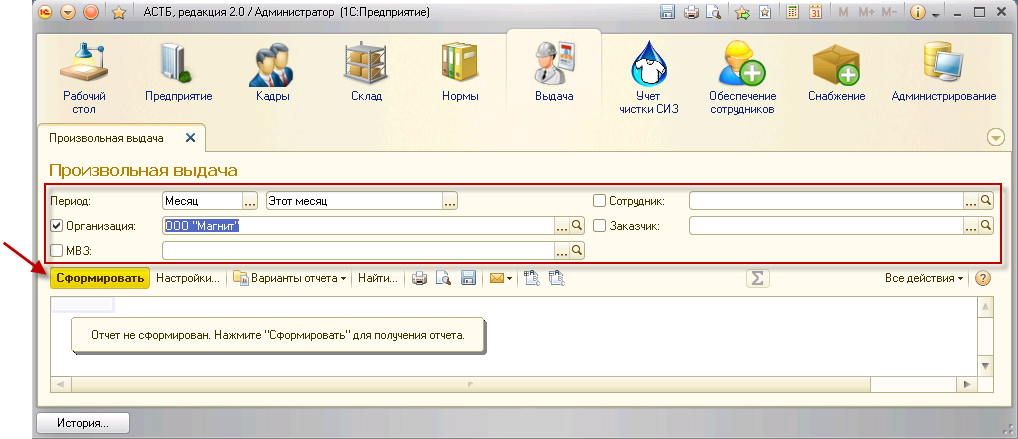 АСТБ, редакция 2.0 / Администратор (1С:Предприятие)
31 M M+ M-
Рабочий стол
Предприятие
Кадры
Склад
Нормы
Выдача
Учет чистки СИЗ
Обеспечение сотрудников
Снабжение
Администрирование
Произвольная выдача
Произвольная выдача
Период: Месяц ... Этот месяц ... Сотрудник: ...
Организация: ООО "Магнит" ... Заказчик: ...
МВЗ: ...
Сформировать Настройки... Варианты отчета Найти... Σ Все действия ?
Отчет не сформирован. Нажмите "Сформировать" для получения отчета.
История...